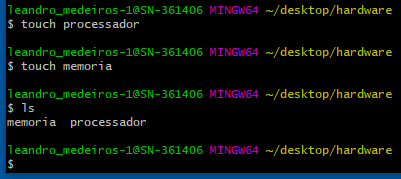 leandro_medeiros-1@SN-361406 MINGW64 ~/desktop/hardware
$ touch processador
leandro_medeiros-1@SN-361406 MINGW64 ~/desktop/hardware
$ touch memoria
leandro_medeiros-1@SN-361406 MINGW64 ~/desktop/hardware
$ ls
memoria  processador
leandro_medeiros-1@SN-361406 MINGW64 ~/desktop/hardware
$